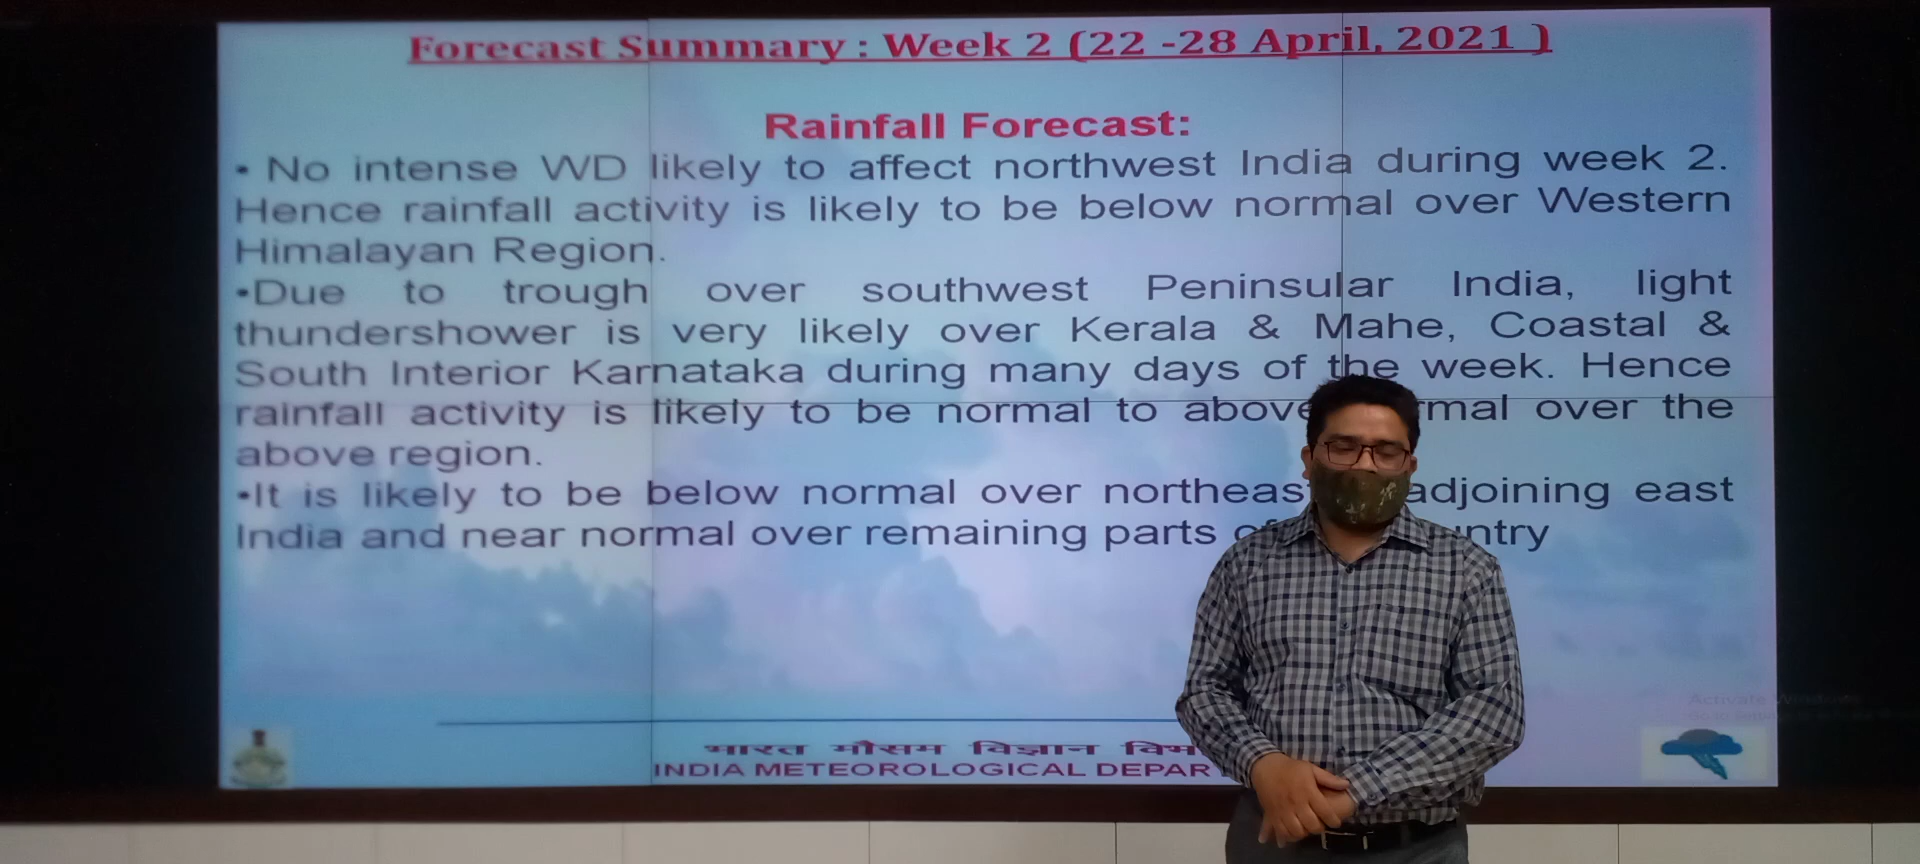 Forecast Summary : Week 2 (22 -28 April, 2021 )
Rainfall Forecast:
• No intense WD likely to affect northwest India during week 2.
Hence rainfall activity is likely to be below normal over Western
Himalayan Region.
•Due to trough over southwest Peninsular India, light
thundershower is very likely over Kerala & Mahe, Coastal &
South Interior Karnataka during many days of the week. Hence
rainfall activity is likely to be normal to above rmal over the
above region.
•It is likely to be below normal over northeas adjoining east
India and near normal over remaining parts ntry
Activate Windows
भारत मौसम विज्ञान विभ
INDIA METEOROLOGICAL DEPAR